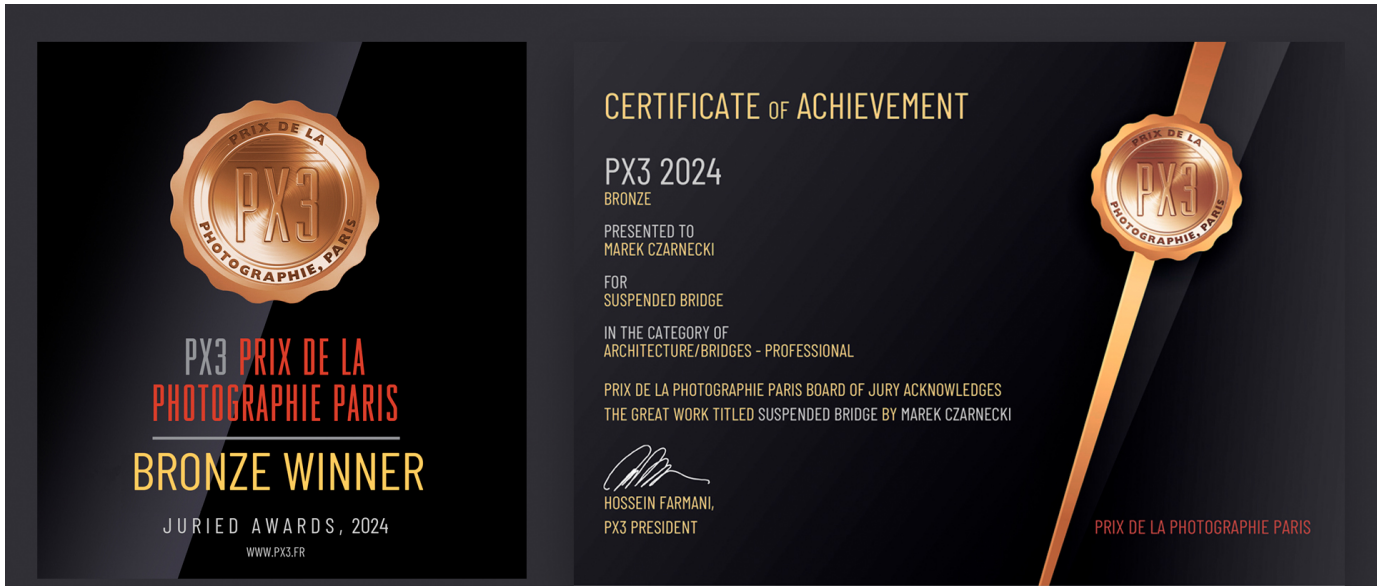 PRIX DE LA
PX3
PHOTOGRAPHIE, PARIS
PX3 PRIX DE LA
PHOTOGRAPHIE PARIS
BRONZE WINNER
JURIED AWARDS, 2024
WWW.PX3.FR
CERTIFICATE OF ACHIEVEMENT
PX3 2024
BRONZE
PRESENTED TO
MAREK CZARNECKI
FOR
SUSPENDED BRIDGE
IN THE CATEGORY OF
ARCHITECTURE/BRIDGES - PROFESSIONAL
PRIX DE LA PHOTOGRAPHIE PARIS BOARD OF JURY ACKNOWLEDGES
THE GREAT WORK TITLED SUSPENDED BRIDGE BY MAREK CZARNECKI
HOSSEIN FARMANI,
PX3 PRESIDENT
PRIX DE LA
PX3
PHOTOGRAPHIE, PARIS
PRIX DE LA PHOTOGRAPHIE PARIS